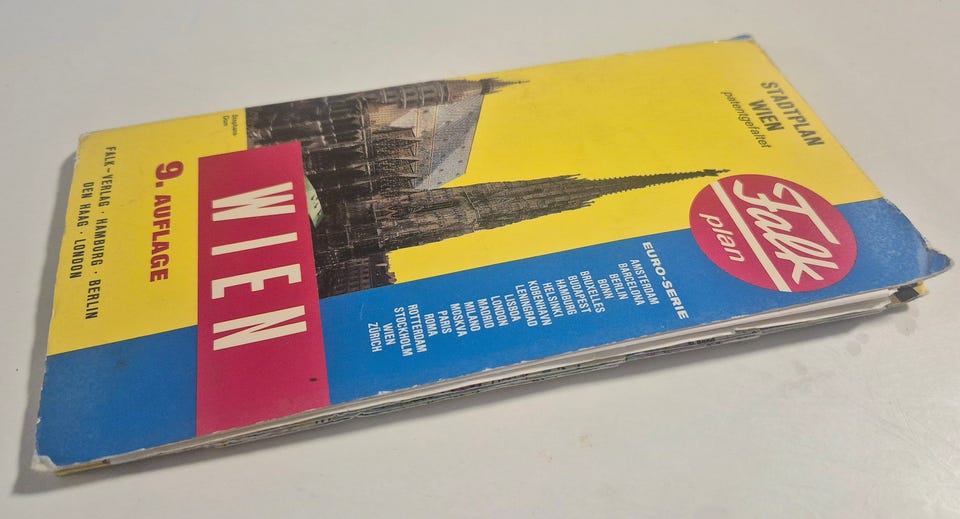 STADTPLAN
WIEN
patentgefaltet
Falk
plan
EURO-SERIE
AMSTERDAM
BARCELONA
BERLIN
BONN
BRUXELLES
BUDAPEST
HAMBURG
HELSINKI
KØBENHAVN
LENINGRAD
LISBOA
LONDON
MADRID
MILANO
MOSKVA
PARIS
ROMA
ROTTERDAM
STOCKHOLM
WIEN
ZÜRICH
Stephans-
Dom
WIEN
9. AUFLAGE
FALK-VERLAG · HAMBURG · BERLIN
DEN HAAG · LONDON